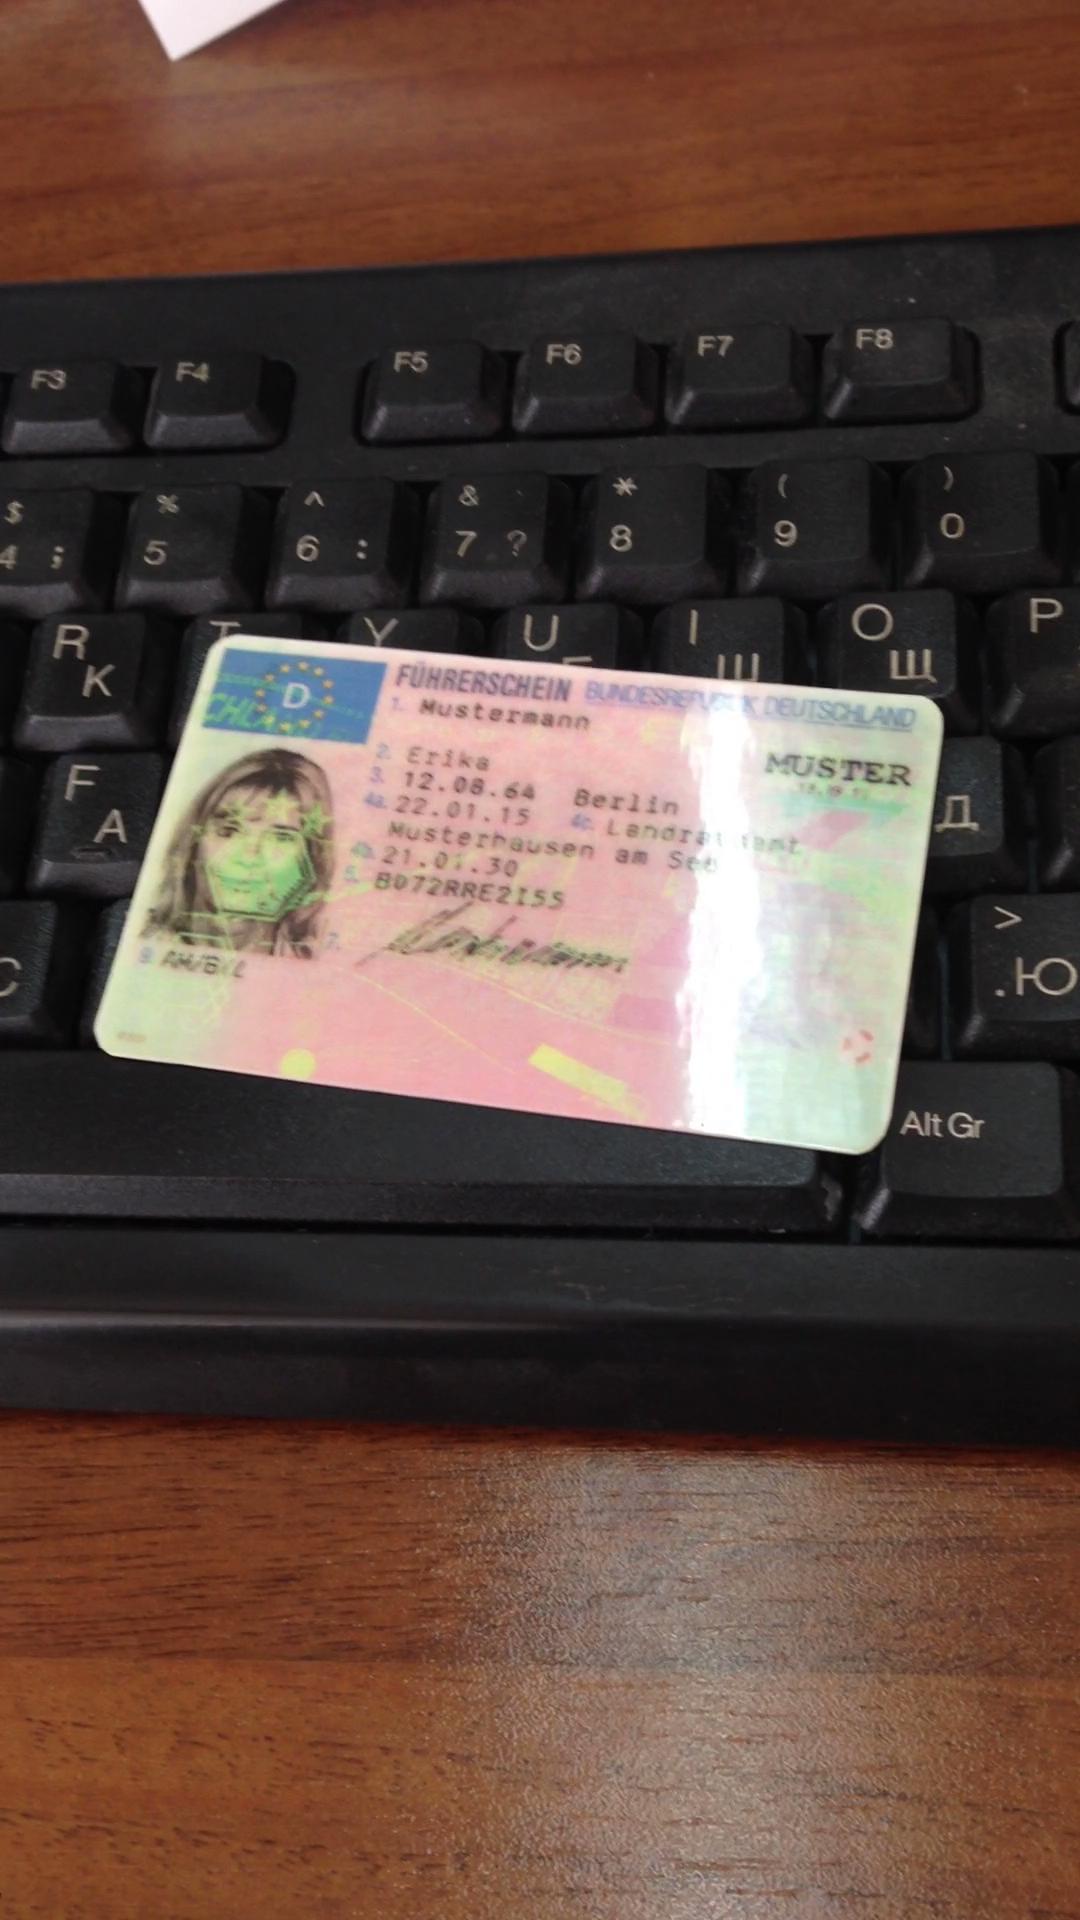 F3 F4 F5 F6 F7 F8
$ % ^ & * ( )
4 ; 5 6 : 7 ? 8 9 0
R T Y U I O P
К Ш Щ
F
А Д
С > .Ю
Alt Gr
D
FÜHRERSCHEIN BUNDESREPUBLIK DEUTSCHLAND
1. Mustermann
2. Erika
MUSTER
3. 12.08.64 Berlin
4a. 22.01.15 4c. Landratsamt
Musterhausen am See
4b. 21.01.30
5. B072RRE2I55
7.
9. AM/B/L